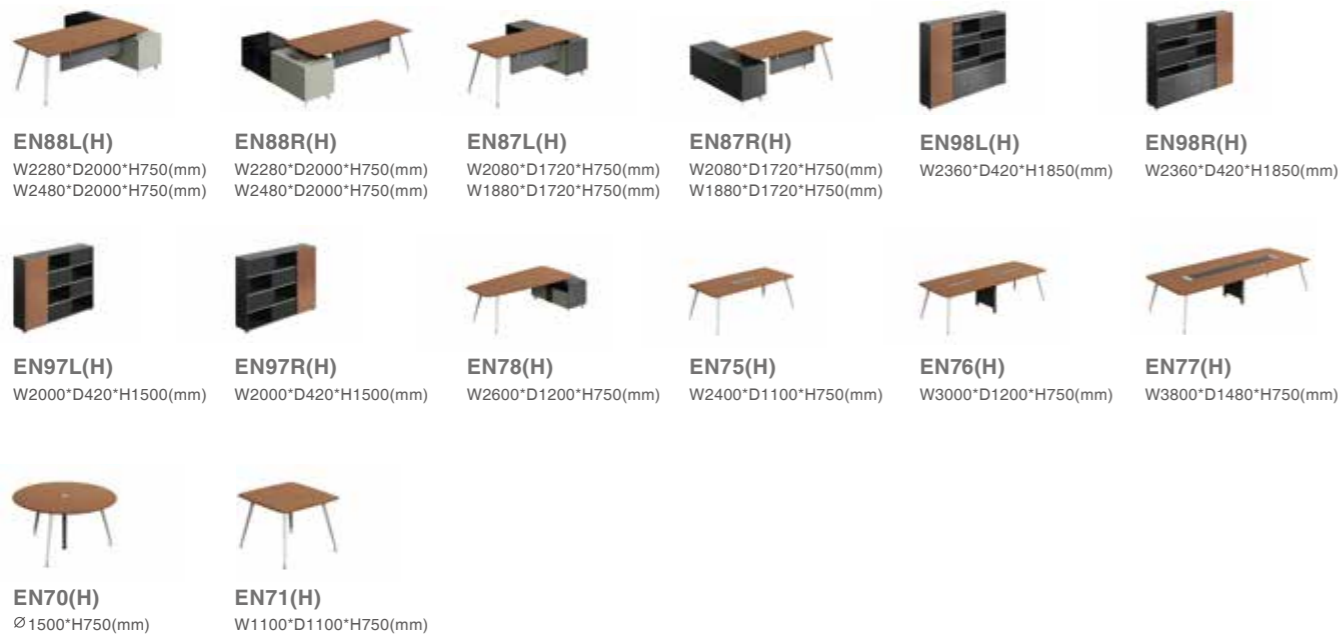 EN88L(H)
W2280*D2000*H750(mm)
W2480*D2000*H750(mm)
EN88R(H)
W2280*D2000*H750(mm)
W2480*D2000*H750(mm)
EN87L(H)
W2080*D1720*H750(mm)
W1880*D1720*H750(mm)
EN87R(H)
W2080*D1720*H750(mm)
W1880*D1720*H750(mm)
EN98L(H)
W2360*D420*H1850(mm)
EN98R(H)
W2360*D420*H1850(mm)
EN97L(H)
W2000*D420*H1500(mm)
EN97R(H)
W2000*D420*H1500(mm)
EN78(H)
W2600*D1200*H750(mm)
EN75(H)
W2400*D1100*H750(mm)
EN76(H)
W3000*D1200*H750(mm)
EN77(H)
W3800*D1480*H750(mm)
EN70(H)
Ø1500*H750(mm)
EN71(H)
W1100*D1100*H750(mm)